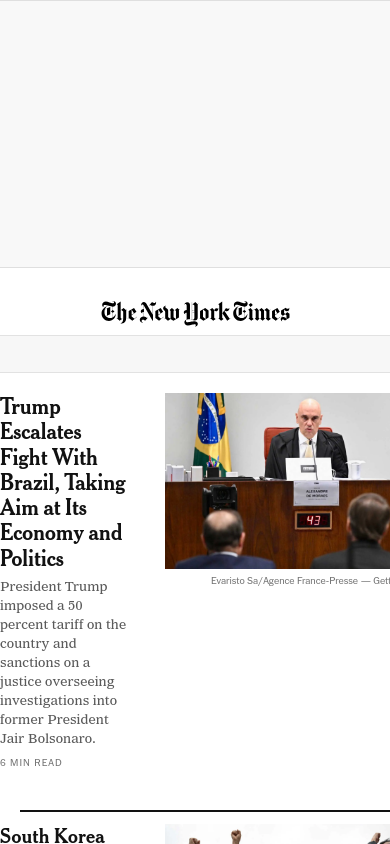 The New York Times
Trump
Escalates
Fight With
Brazil, Taking
Aim at Its
Economy and
Politics
President Trump
imposed a 50
percent tariff on the
country and
sanctions on a
justice overseeing
investigations into
former President
Jair Bolsonaro.
6 MIN READ
ALEXANDRE
DE MORAES
43
Evaristo Sa/Agence France-Presse — Gett
South Korea